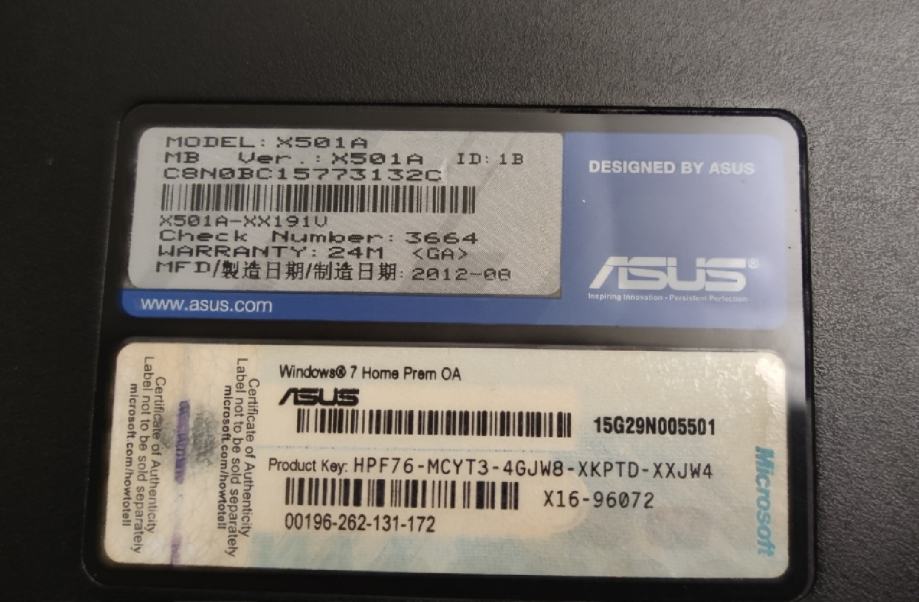 MODEL: X501A
MB Ver.: X501A ID: 1B
C8N0BC15773132C
X501A-XX191V
Check Number: 3664
WARRANTY: 24M <GA>
MFD/製造日期/制造日期: 2012-08
www.asus.com
DESIGNED BY ASUS
ASUS®
Inspiring Innovation • Persistent Perfection
Certificate of Authenticity
Label not to be sold separately
microsoft.com/howtotell
Certificate of Authenticity
Label not to be sold separately
microsoft.com/howtotell
Windows® 7 Home Prem OA
ASUS
15G29N005501
Product Key: HPF76-MCYT3-4GJW8-XKPTD-XXJW4
X16-96072
00196-262-131-172
Microsoft